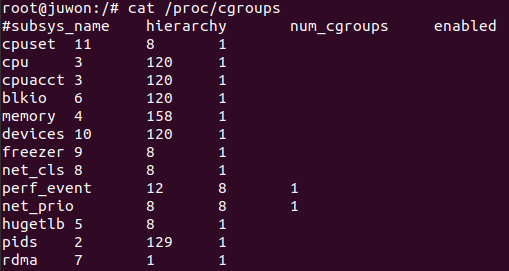 root@juwon:/# cat /proc/cgroups
#subsys_name hierarchy num_cgroups enabled
cpuset 11 8 1
cpu 3 120 1
cpuacct 3 120 1
blkio 6 120 1
memory 4 158 1
devices 10 120 1
freezer 9 8 1
net_cls 8 8 1
perf_event 12 8 1
net_prio 8 8 1
hugetlb 5 8 1
pids 2 129 1
rdma 7 1 1